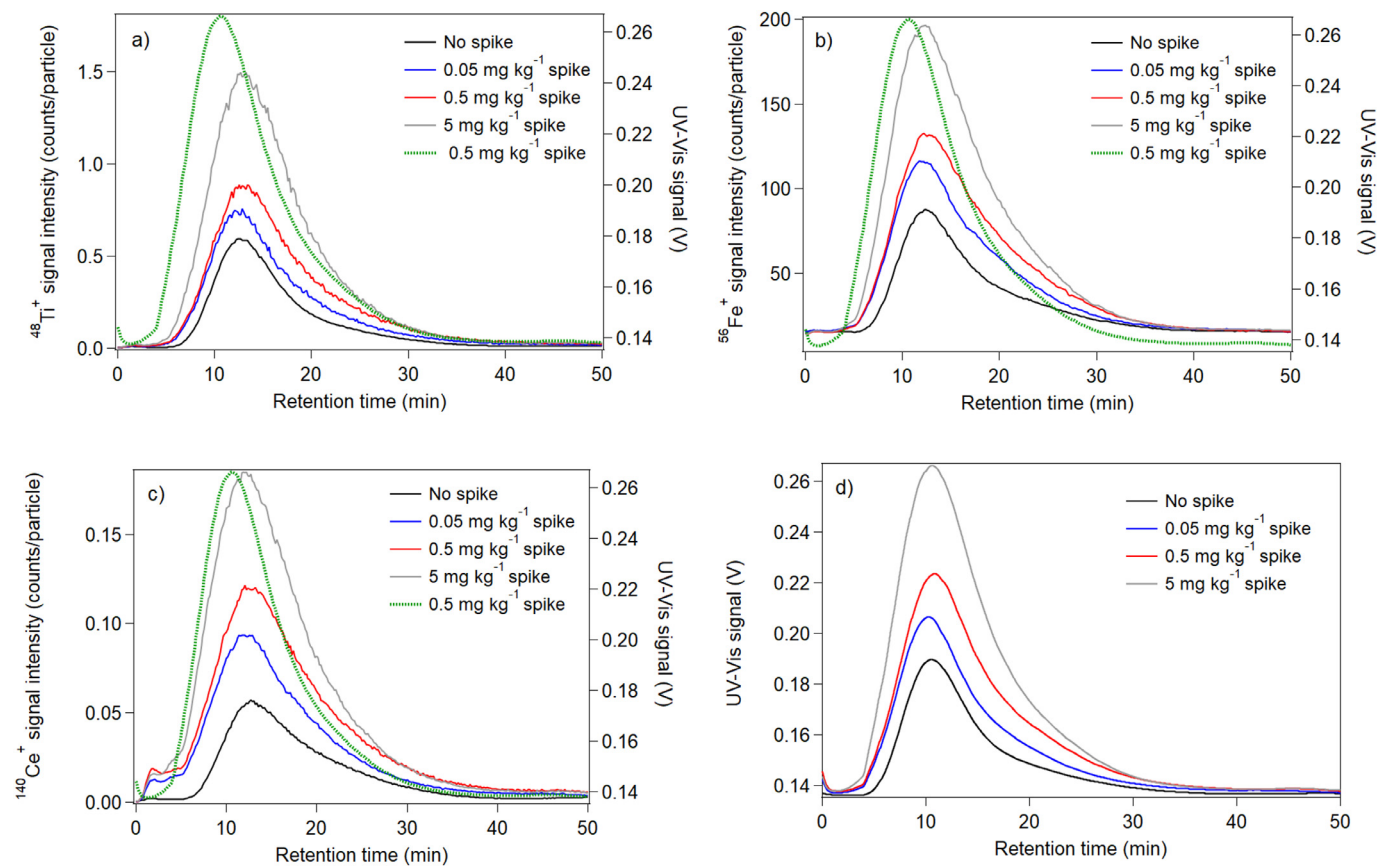 a)
No spike
0.05 mg kg⁻¹ spike
0.5 mg kg⁻¹ spike
5 mg kg⁻¹ spike
0.5 mg kg⁻¹ spike
⁴⁸Ti⁺ signal intensity (counts/particle)
1.5
1.0
0.5
0.0
UV-Vis signal (V)
0.26
0.24
0.22
0.20
0.18
0.16
0.14
0 10 20 30 40 50
Retention time (min)
b)
No spike
0.05 mg kg⁻¹ spike
0.5 mg kg⁻¹ spike
5 mg kg⁻¹ spike
0.5 mg kg⁻¹ spike
⁵⁶Fe⁺ signal intensity (counts/particle)
200
150
100
50
UV-Vis signal (V)
0.26
0.24
0.22
0.20
0.18
0.16
0.14
0 10 20 30 40 50
Retention time (min)
c)
No spike
0.05 mg kg⁻¹ spike
0.5 mg kg⁻¹ spike
5 mg kg⁻¹ spike
0.5 mg kg⁻¹ spike
¹⁴⁰Ce⁺ signal intensity (counts/particle)
0.15
0.10
0.05
0.00
UV-Vis signal (V)
0.26
0.24
0.22
0.20
0.18
0.16
0.14
0 10 20 30 40 50
Retention time (min)
d)
No spike
0.05 mg kg⁻¹ spike
0.5 mg kg⁻¹ spike
5 mg kg⁻¹ spike
UV-Vis signal (V)
0.26
0.24
0.22
0.20
0.18
0.16
0.14
0 10 20 30 40 50
Retention time (min)